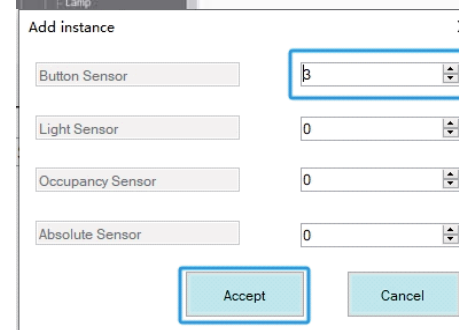 Lamp
Add instance
Button Sensor 3
Light Sensor 0
Occupancy Sensor 0
Absolute Sensor 0
Accept Cancel